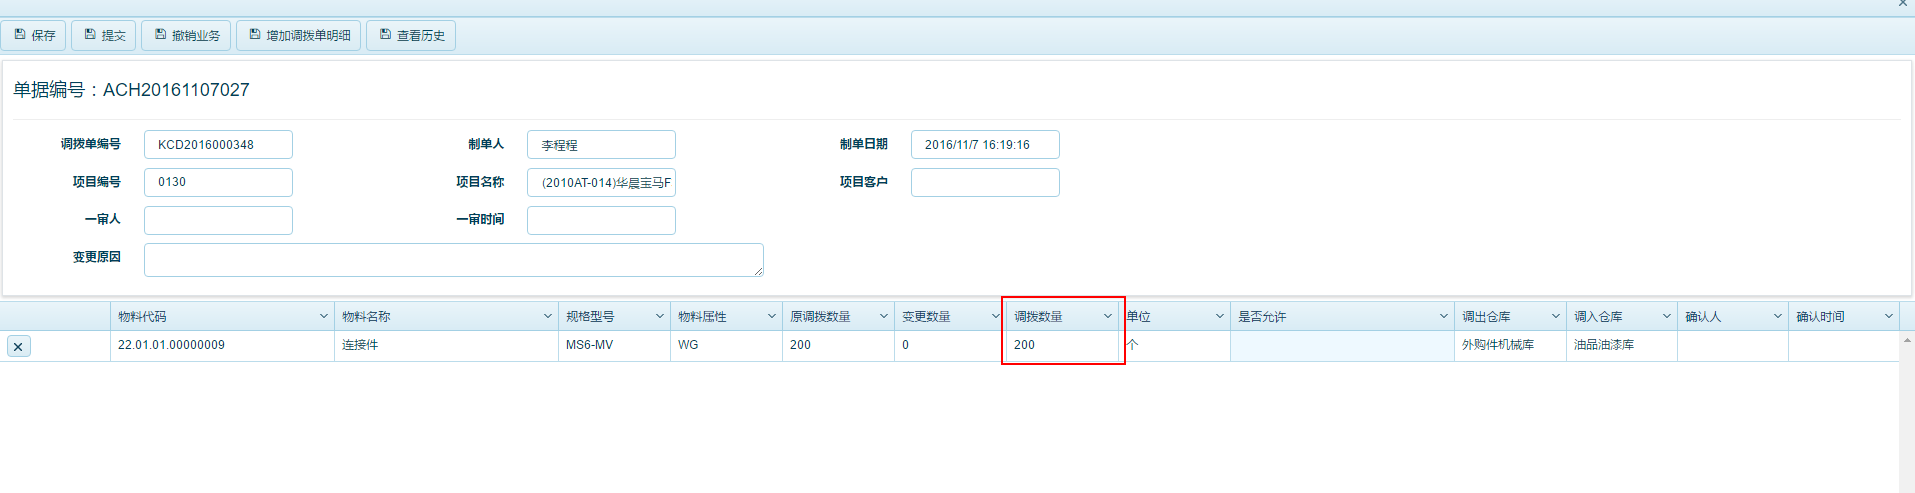 保存 提交 撤销业务 增加调拨单明细 查看历史
单据编号：ACH20161107027
调拨单编号 KCD2016000348 制单人 李程程 制单日期 2016/11/7 16:19:16
项目编号 0130 项目名称 (2010AT-014)华晨宝马F 项目客户
一审人 一审时间
变更原因
物料代码 物料名称 规格型号 物料属性 原调拨数量 变更数量 调拨数量 单位 是否允许 调出仓库 调入仓库 确认人 确认时间
22.01.01.00000009 连接件 MS6-MV WG 200 0 200 个 外购件机械库 油品油漆库